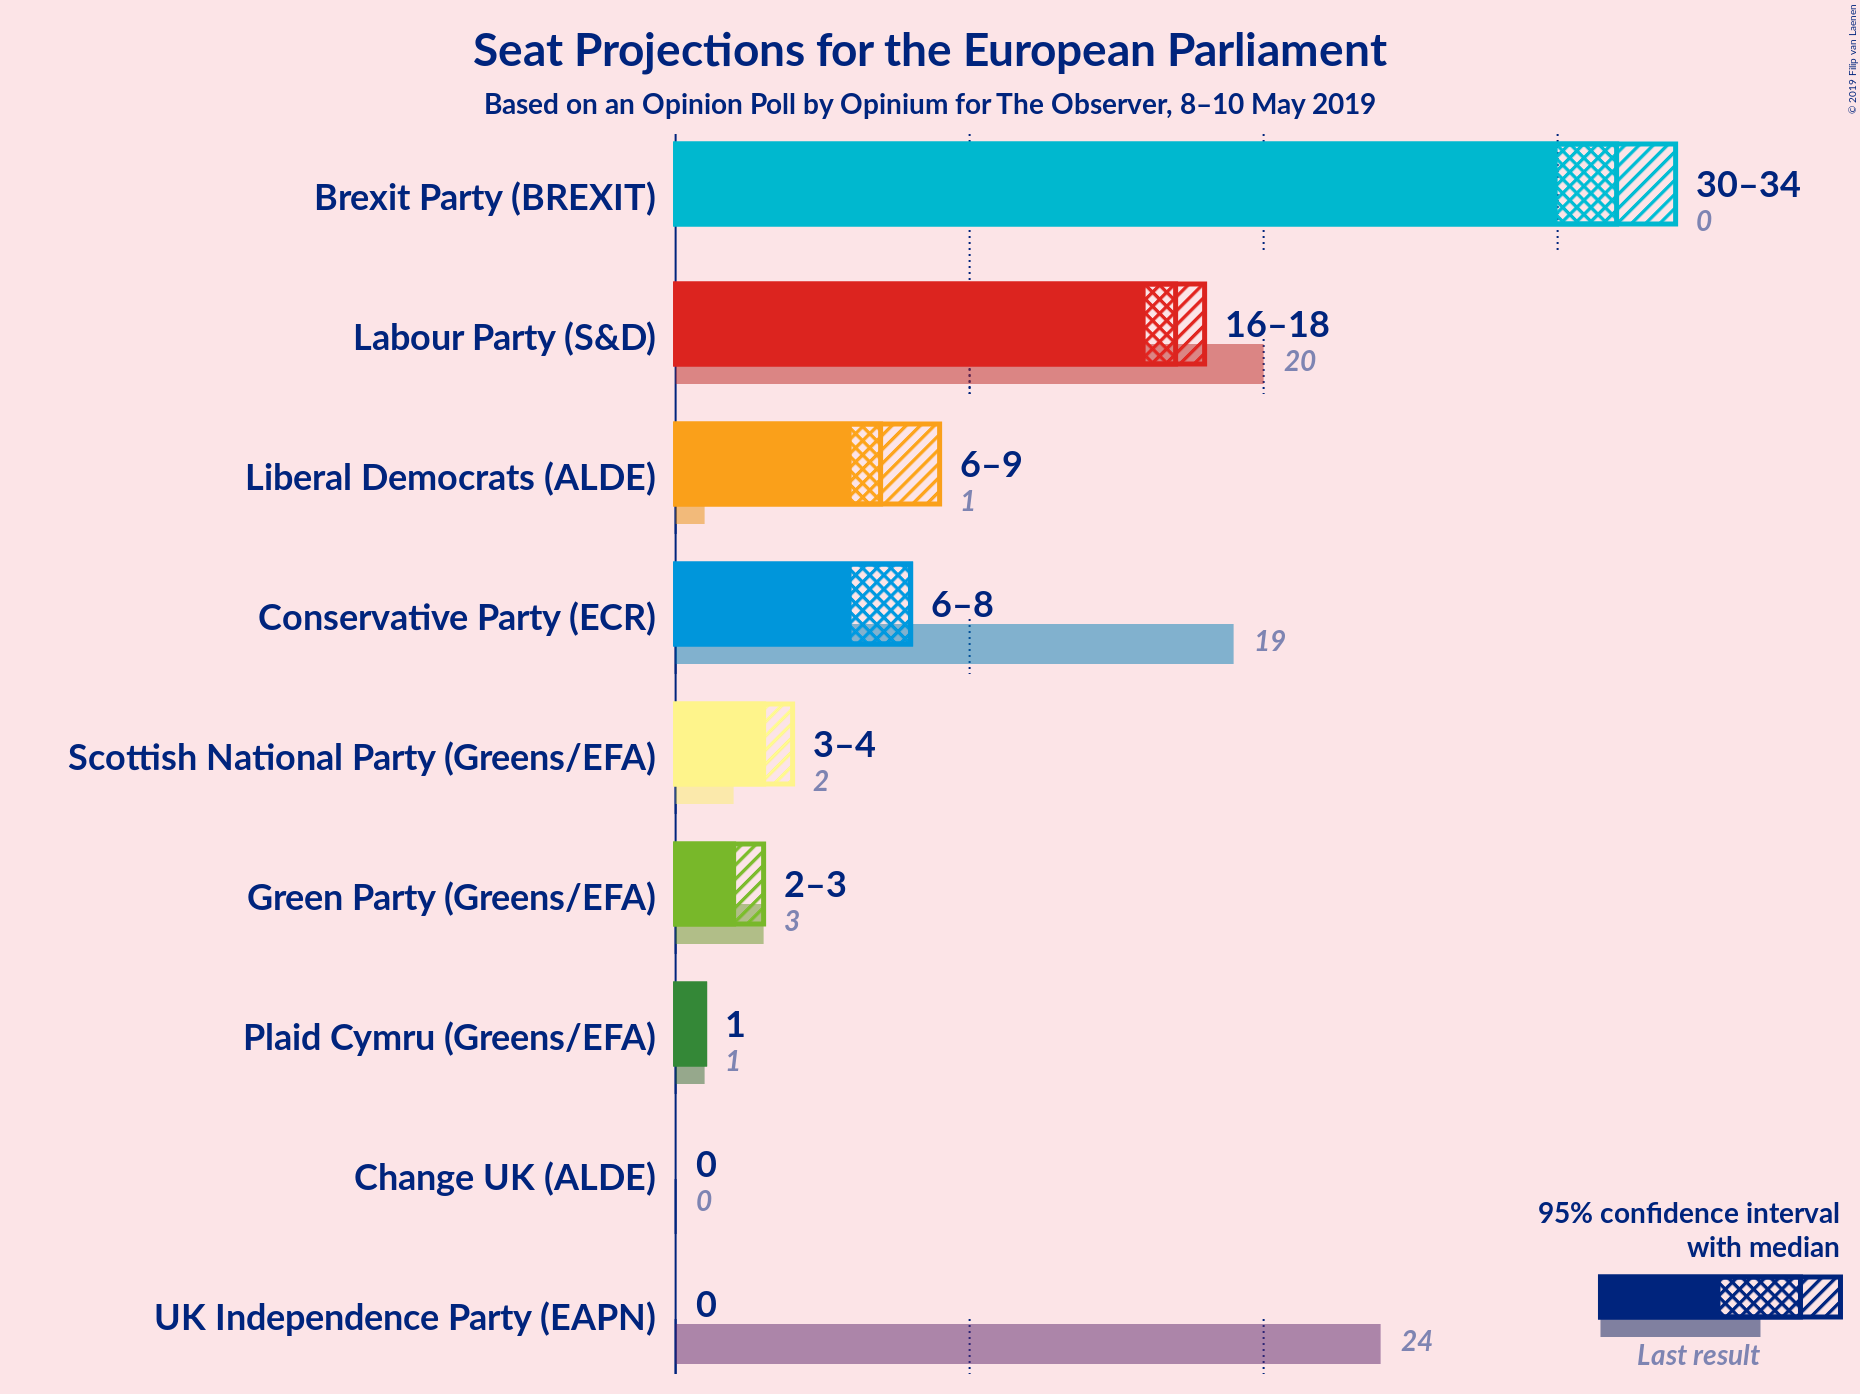 Seat Projections for the European Parliament
Based on an Opinion Poll by Opinium for The Observer, 8–10 May 2019
© 2019 Filip van Laenen
Brexit Party (BREXIT)
30–34
0
Labour Party (S&D)
16–18
20
Liberal Democrats (ALDE)
6–9
1
Conservative Party (ECR)
6–8
19
Scottish National Party (Greens/EFA)
3–4
2
Green Party (Greens/EFA)
2–3
3
Plaid Cymru (Greens/EFA)
1
1
Change UK (ALDE)
0
0
UK Independence Party (EAPN)
0
24
95% confidence interval
with median
Last result